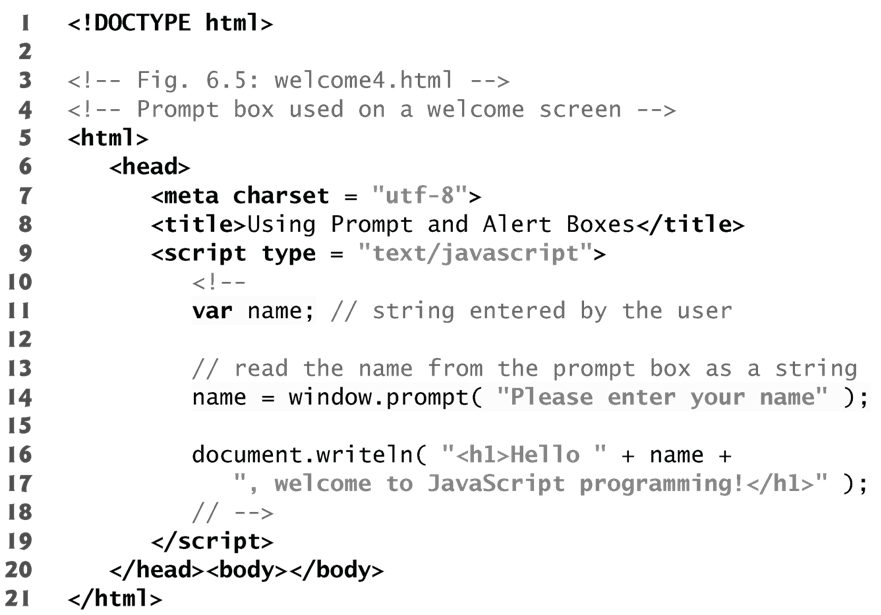 1 <!DOCTYPE html>
2
3 <!-- Fig. 6.5: welcome4.html -->
4 <!-- Prompt box used on a welcome screen -->
5 <html>
6    <head>
7       <meta charset = "utf-8">
8       <title>Using Prompt and Alert Boxes</title>
9       <script type = "text/javascript">
10         <!--
11         var name; // string entered by the user
12
13         // read the name from the prompt box as a string
14         name = window.prompt( "Please enter your name" );
15
16         document.writeln( "<h1>Hello " + name +
17            ", welcome to JavaScript programming!</h1>" );
18         // -->
19      </script>
20   </head><body></body>
21 </html>